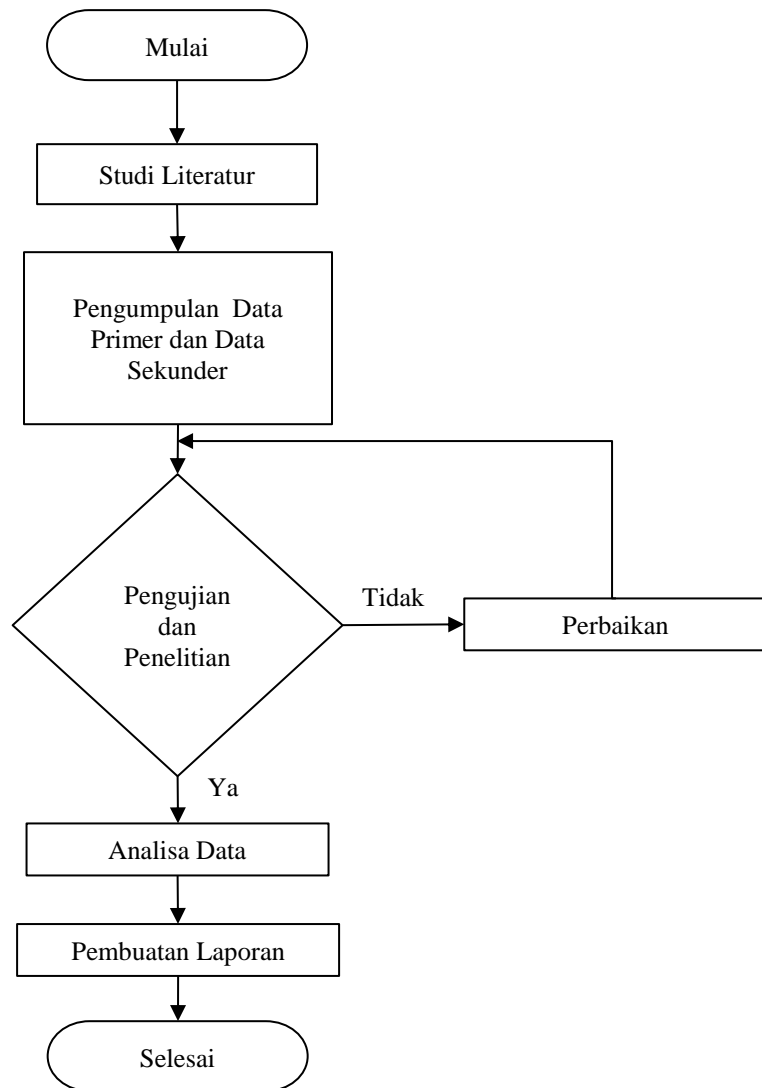 Mulai
Studi Literatur
Pengumpulan Data
Primer dan Data
Sekunder
Pengujian
dan
Penelitian
Tidak
Perbaikan
Ya
Analisa Data
Pembuatan Laporan
Selesai